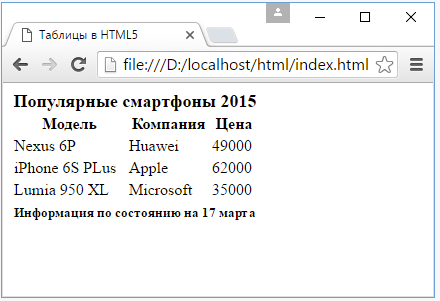 Таблицы в HTML5
file:///D:/localhost/html/index.html
Популярные смартфоны 2015
Модель Компания Цена
Nexus 6P Huawei 49000
iPhone 6S PLus Apple 62000
Lumia 950 XL Microsoft 35000
Информация по состоянию на 17 марта